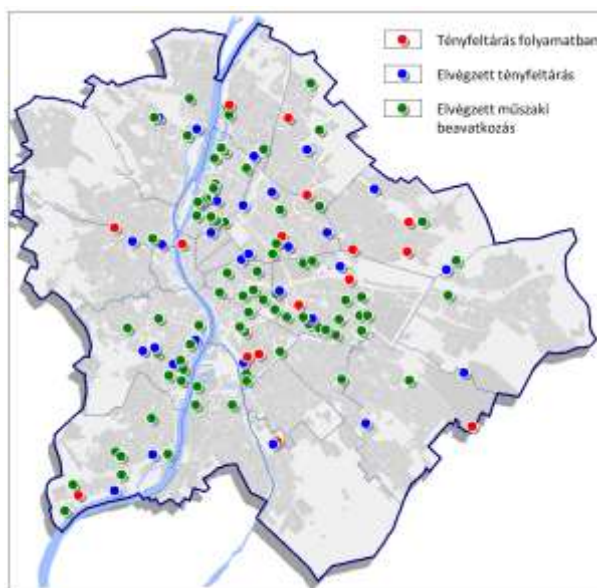 Tényfeltárás folyamatban
Elvégzett tényfeltárás
Elvégzett műszaki
beavatkozás